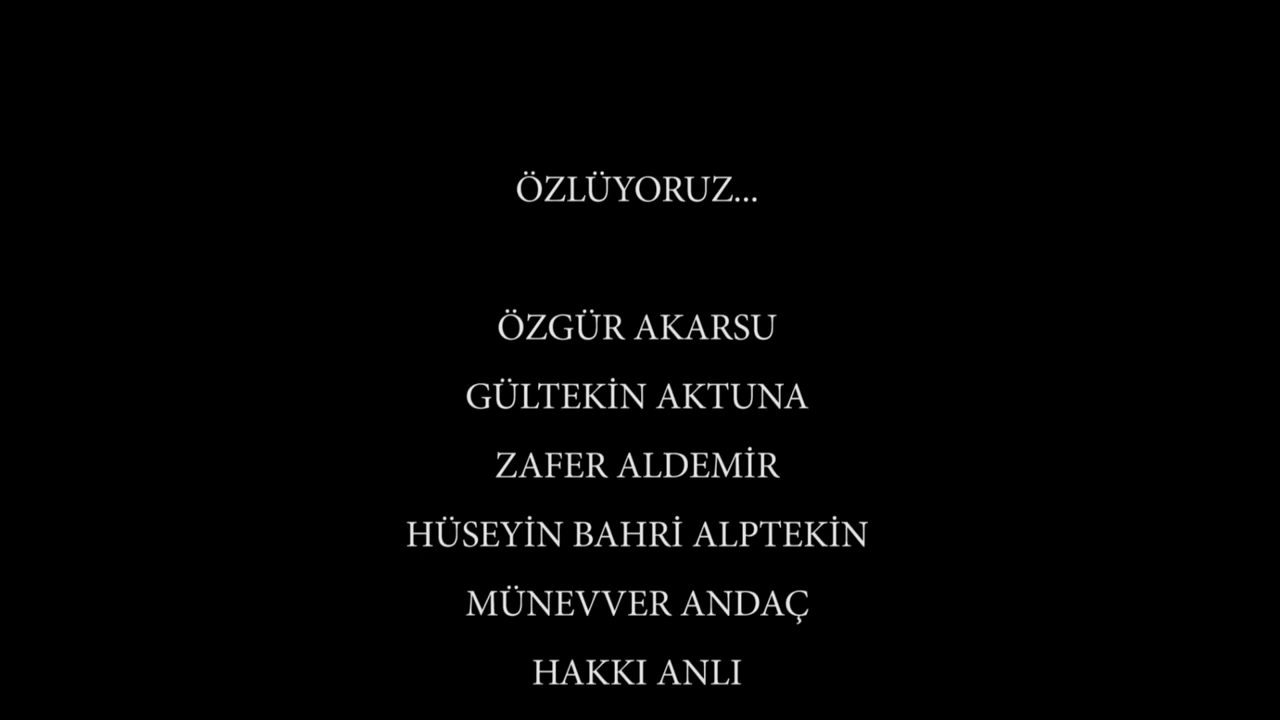 ÖZLÜYORUZ...
ÖZGÜR AKARSU
GÜLTEKİN AKTUNA
ZAFER ALDEMİR
HÜSEYİN BAHRİ ALPTEKİN
MÜNEVVER ANDAÇ
HAKKI ANLI